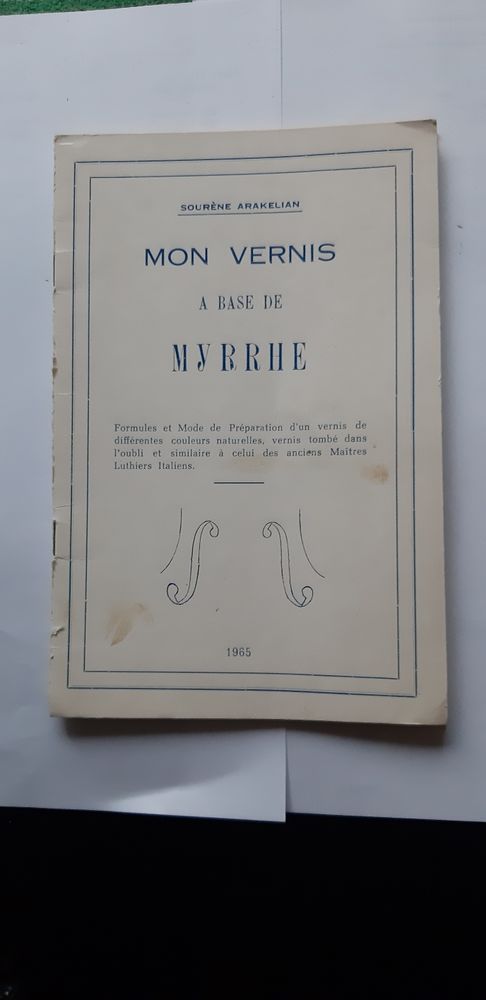 SOURÈNE ARAKELIAN
MON VERNIS
A BASE DE
MYRRHE
Formules et Mode de Préparation d'un vernis de
différentes couleurs naturelles, vernis tombé dans
l'oubli et similaire à celui des anciens Maîtres
Luthiers Italiens.
1965